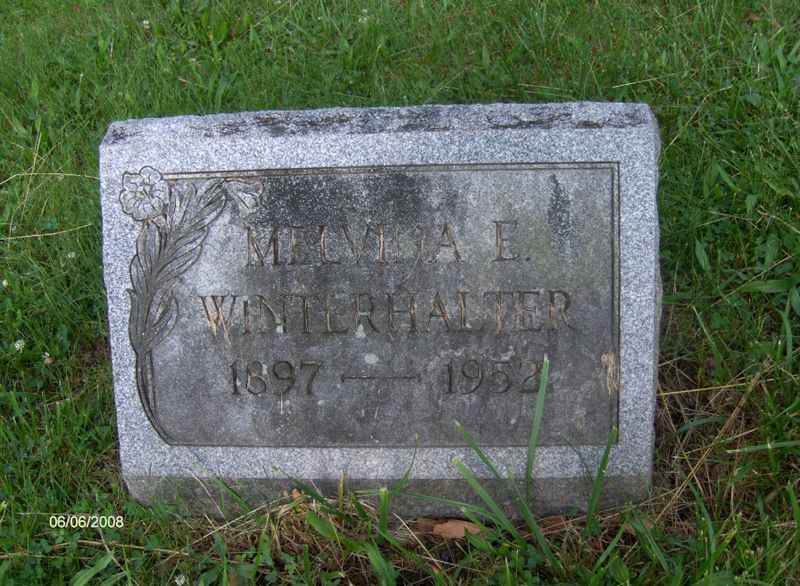 MELVINA E.
WINTERHALTER
1897 — 1952
06/06/2008